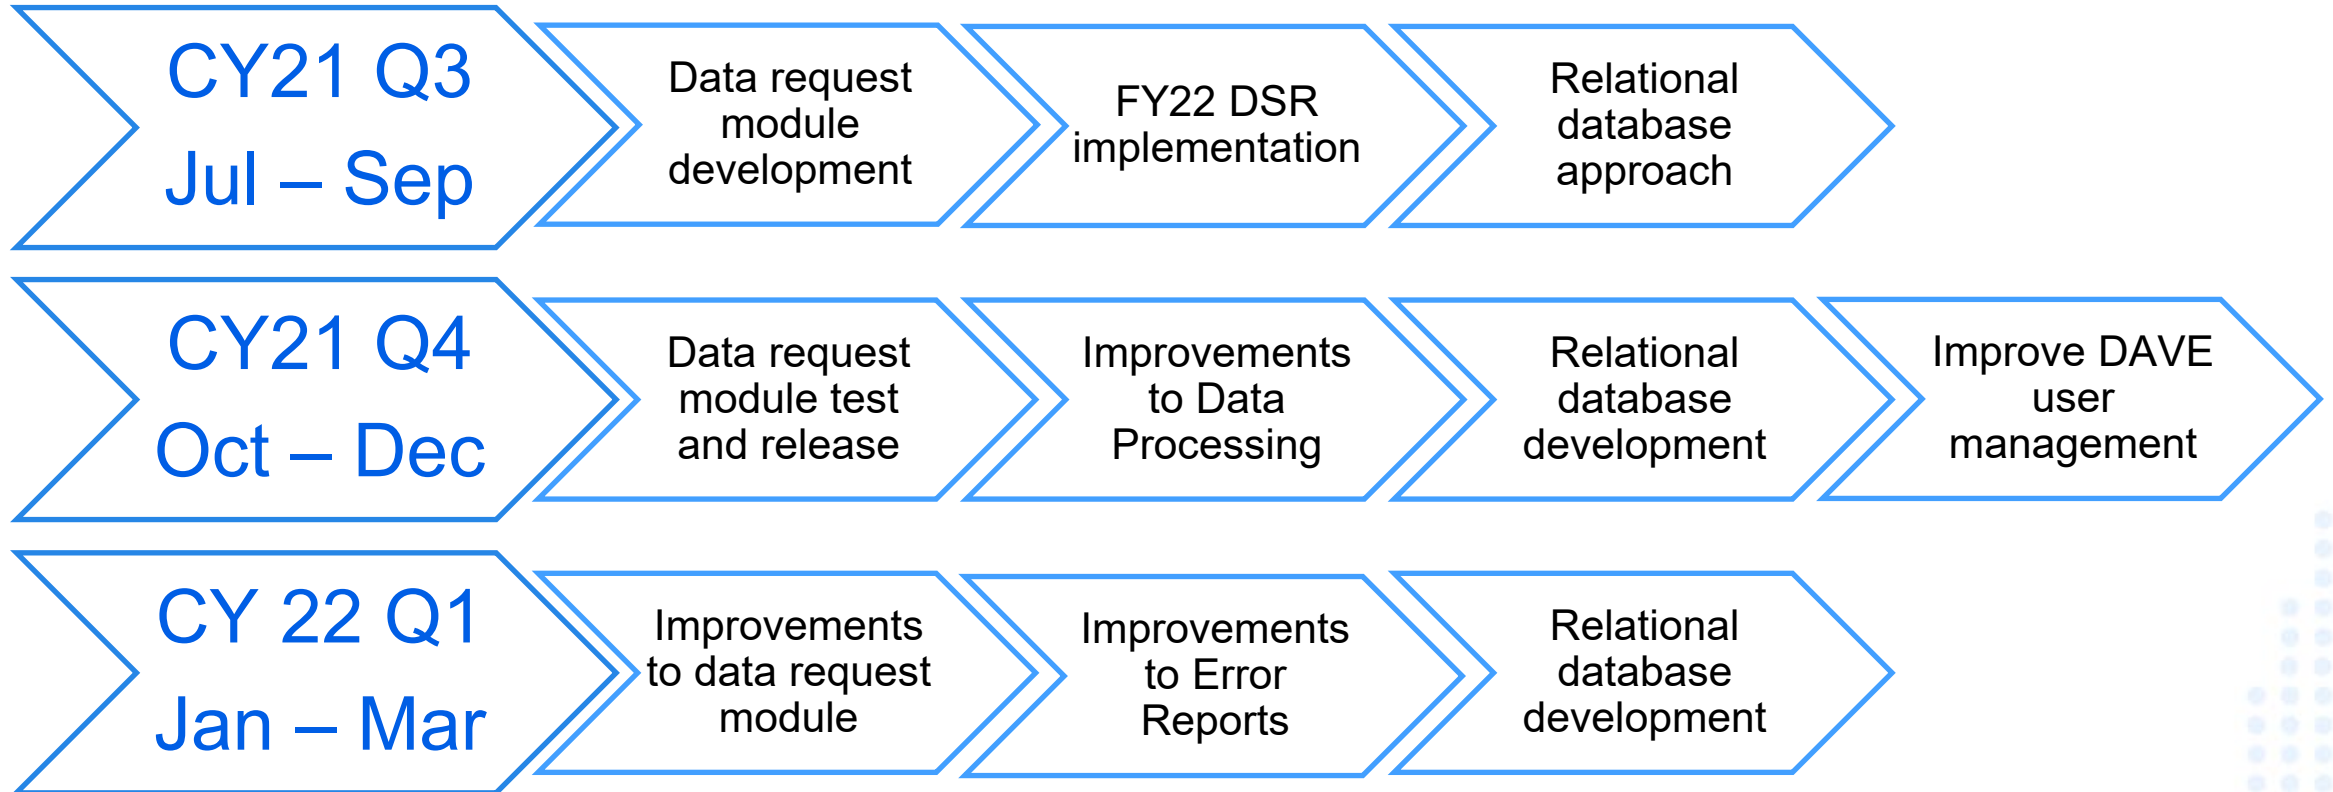 CY21 Q3
Jul – Sep
Data request
module
development
FY22 DSR
implementation
Relational
database
approach
CY21 Q4
Oct – Dec
Data request
module test
and release
Improvements
to Data
Processing
Relational
database
development
Improve DAVE
user
management
CY 22 Q1
Jan – Mar
Improvements
to data request
module
Improvements
to Error
Reports
Relational
database
development